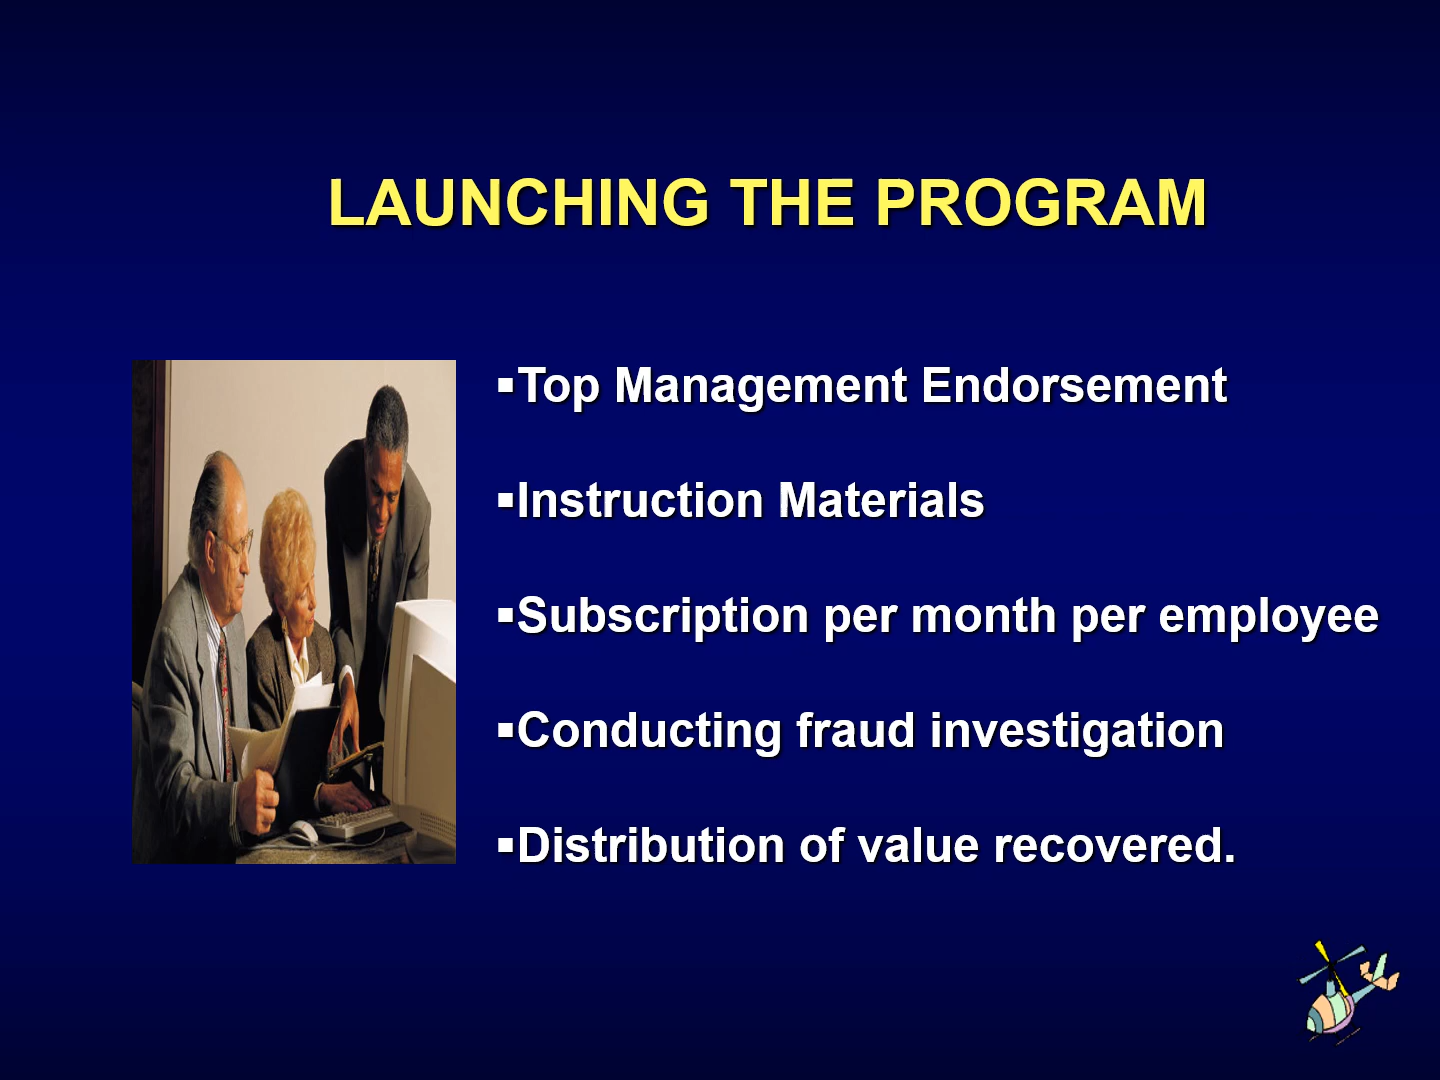 LAUNCHING THE PROGRAM
▪Top Management Endorsement
▪Instruction Materials
▪Subscription per month per employee
▪Conducting fraud investigation
▪Distribution of value recovered.